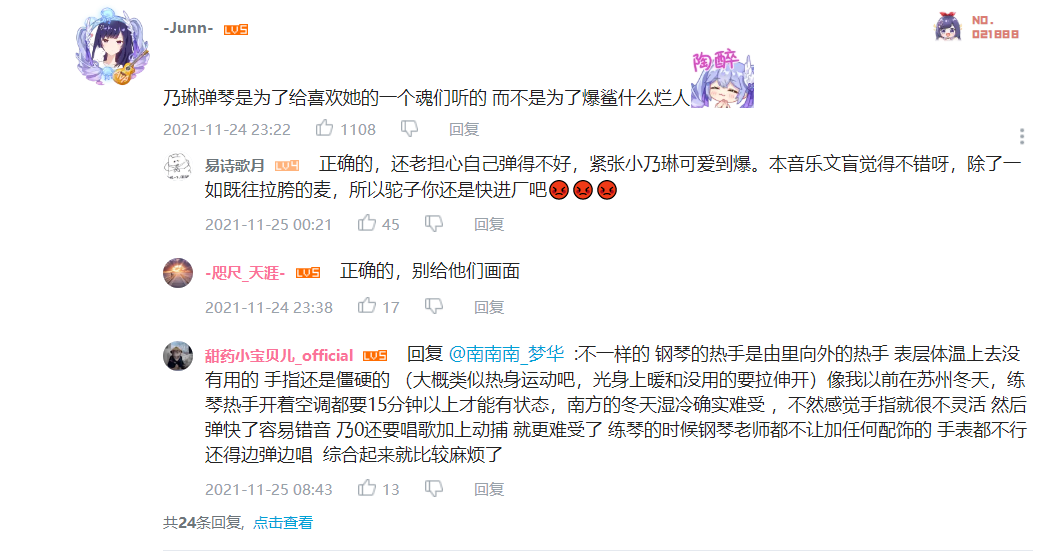 -Junn- LV5
NO.
021888
陶醉
乃琳弹琴是为了给喜欢她的一个魂们听的 而不是为了爆鲨什么烂人
2021-11-24 23:22 1108 回复
易诗歌月 LV4 正确的，还老担心自己弹得不好，紧张小乃琳可爱到爆。本音乐文盲觉得不错呀，除了一
如既往拉胯的麦，所以驼子你还是快进厂吧😡😡😡
2021-11-25 00:21 45 回复
-咫尺_天涯- LV5 正确的，别给他们画面
2021-11-24 23:38 17 回复
甜药小宝贝儿_official LV5 回复 @南南南_梦华 :不一样的 钢琴的热手是由里向外的热手 表层体温上去没
有用的 手指还是僵硬的 （大概类似热身运动吧，光身上暖和没用的要拉伸开）像我以前在苏州冬天，练
琴热手开着空调都要15分钟以上才能有状态，南方的冬天湿冷确实难受 ，不然感觉手指就很不灵活 然后
弹快了容易错音 乃0还要唱歌加上动捕 就更难受了 练琴的时候钢琴老师都不让加任何配饰的 手表都不行
还得边弹边唱 综合起来就比较麻烦了
2021-11-25 08:43 13 回复
共24条回复, 点击查看